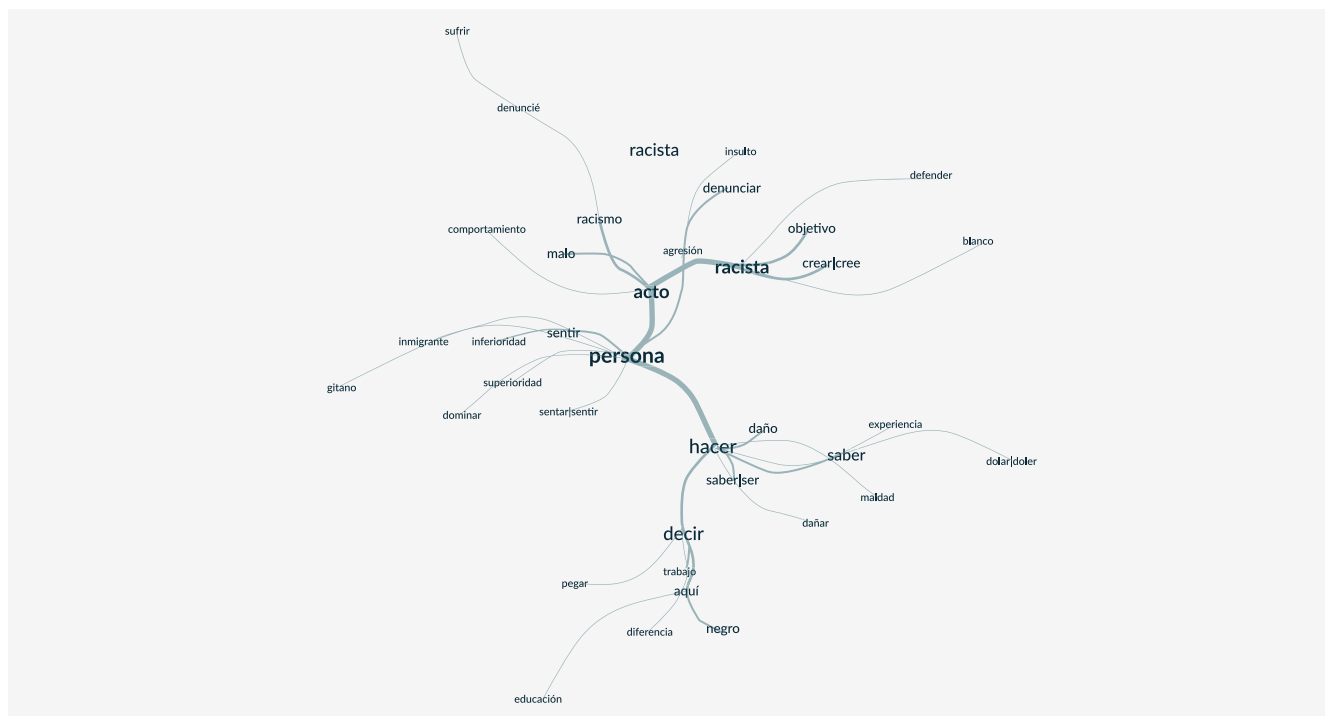 sufrir
denuncié
racista
insulto
denunciar
defender
racismo
objetivo
comportamiento
blanco
malo
agresión
racista
crear|cree
acto
sentir
inmigrante
inferioridad
persona
superioridad
gitano
dominar
sentar|sentir
experiencia
daño
hacer
saber
dolar|doler
saber|ser
maldad
dañar
decir
trabajo
pegar
aquí
diferencia
negro
educación